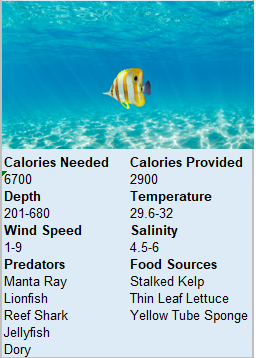 Calories Needed Calories Provided
6700 2900
Depth Temperature
201-680 29.6-32
Wind Speed Salinity
1-9 4.5-6
Predators Food Sources
Manta Ray Stalked Kelp
Lionfish Thin Leaf Lettuce
Reef Shark Yellow Tube Sponge
Jellyfish
Dory